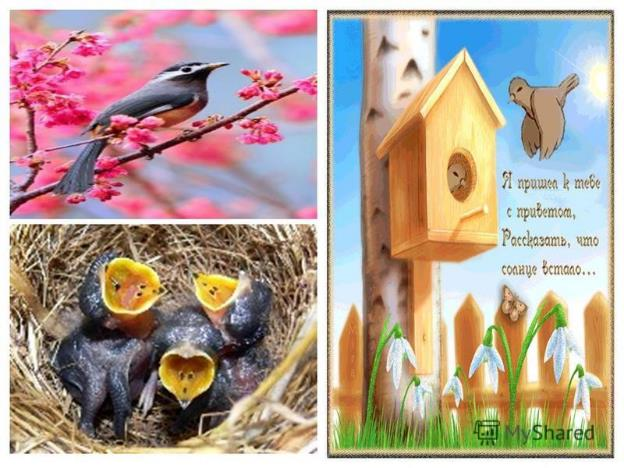 Я пришел к тебе
с приветом,
Рассказать, что
солнце встало...
MyShared